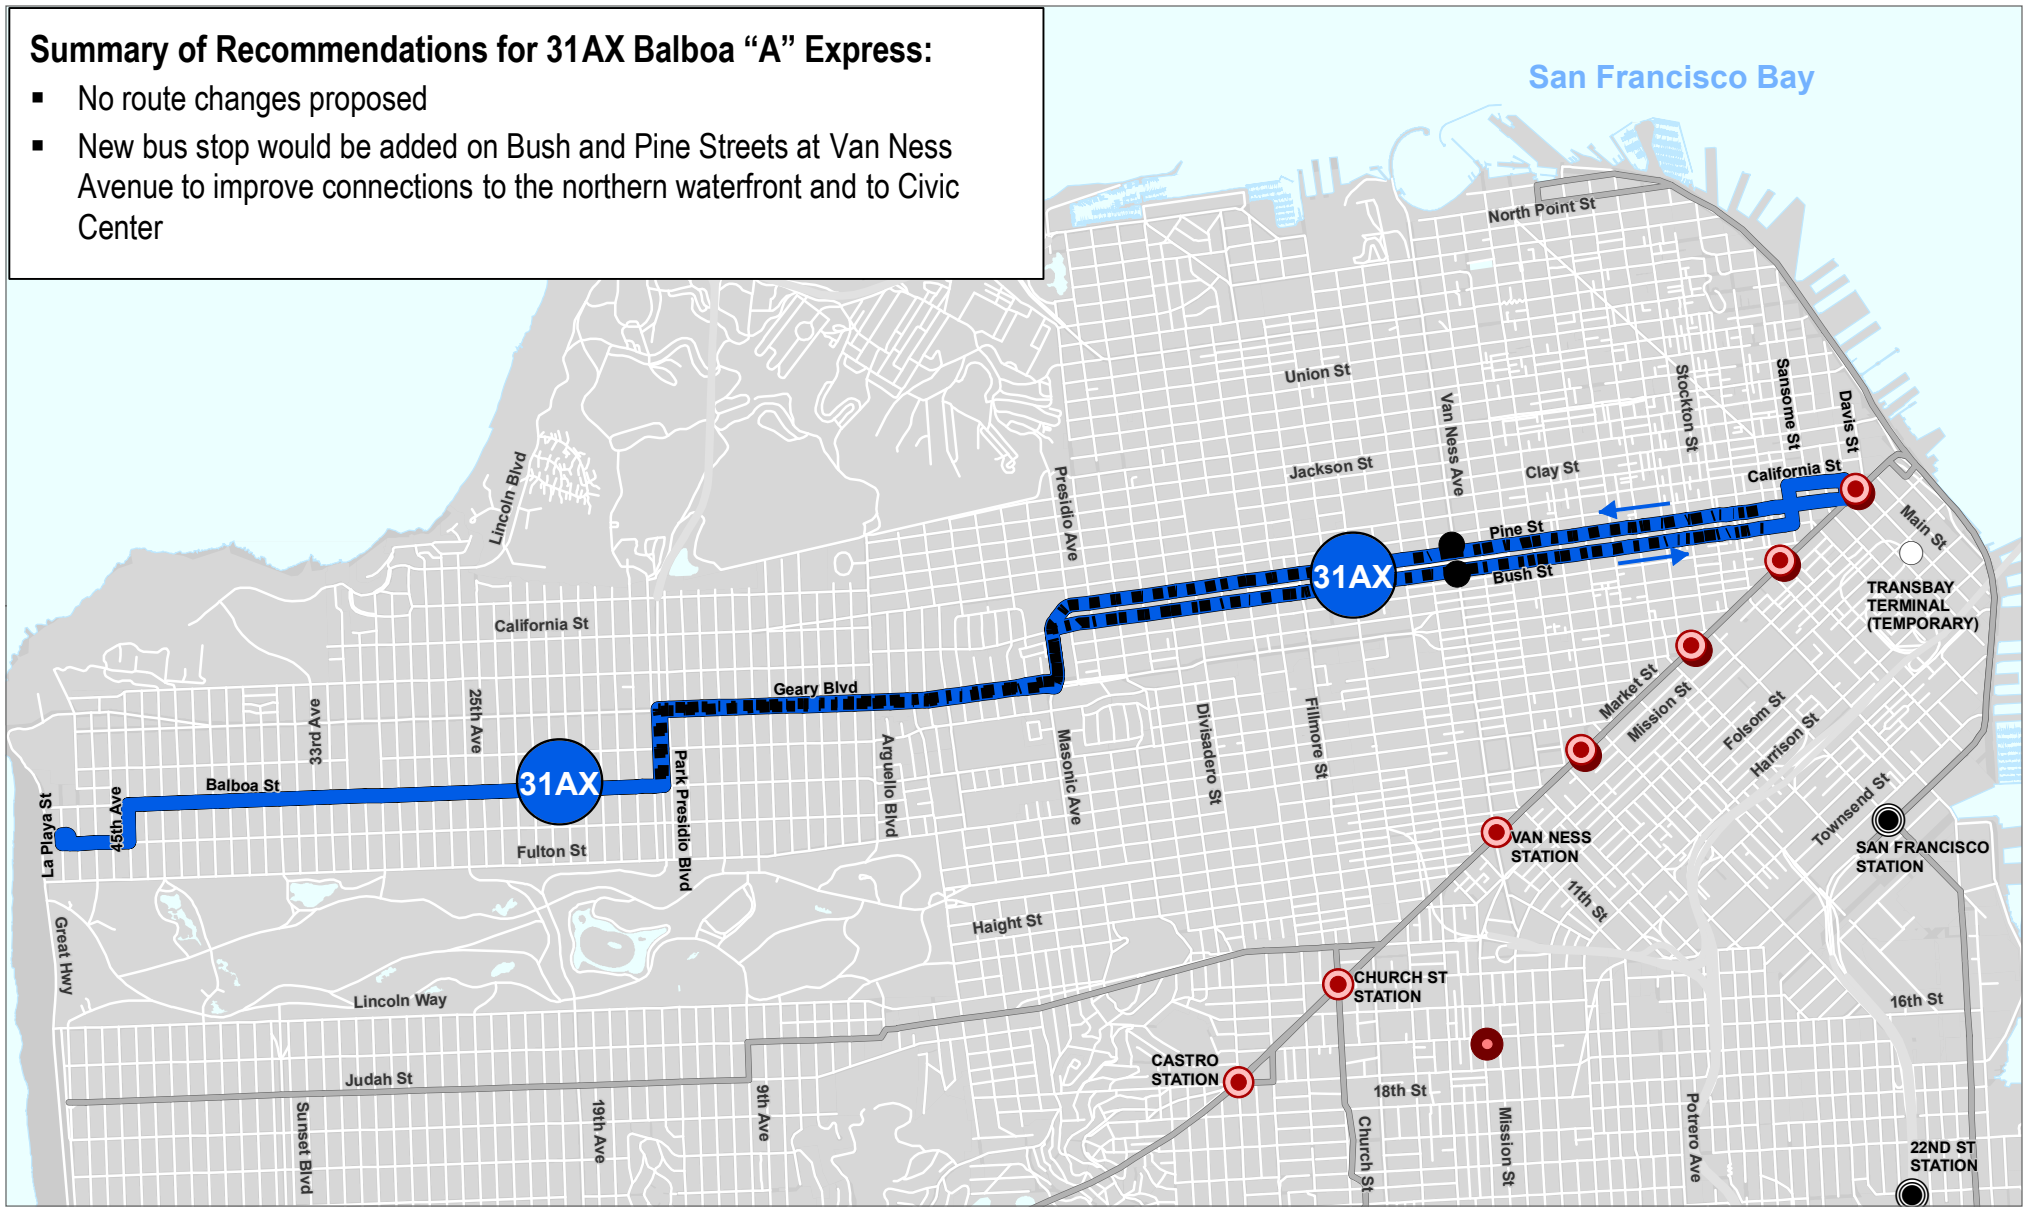 Summary of Recommendations for 31AX Balboa “A” Express:
▪ No route changes proposed
▪ New bus stop would be added on Bush and Pine Streets at Van Ness
Avenue to improve connections to the northern waterfront and to Civic
Center
San Francisco Bay
North Point St
Union St
Van Ness Ave
Stockton St
Sansome St
Davis St
Jackson St
Clay St
California St
Lincoln Blvd
Presidio Ave
Pine St
Main St
31AX
Bush St
TRANSBAY
TERMINAL
(TEMPORARY)
California St
Geary Blvd
33rd Ave
25th Ave
Park Presidio Blvd
Arguello Blvd
Masonic Ave
Divisadero St
Fillmore St
Market St
Mission St
Folsom St
Harrison St
Townsend St
Balboa St
31AX
La Playa St
45th Ave
Fulton St
VAN NESS
STATION
SAN FRANCISCO
STATION
11th St
Great Hwy
Haight St
Lincoln Way
CHURCH ST
STATION
16th St
CASTRO
STATION
Judah St
18th St
Sunset Blvd
19th Ave
9th Ave
Church St
Mission St
Potrero Ave
22ND ST
STATION